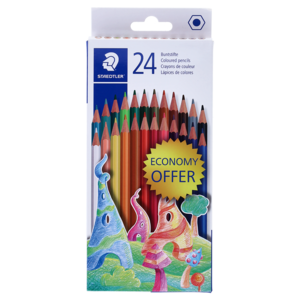 STAEDTLER
24
Buntstifte
Coloured pencils
Crayons de couleur
Lápices de colores
ECONOMY
OFFER